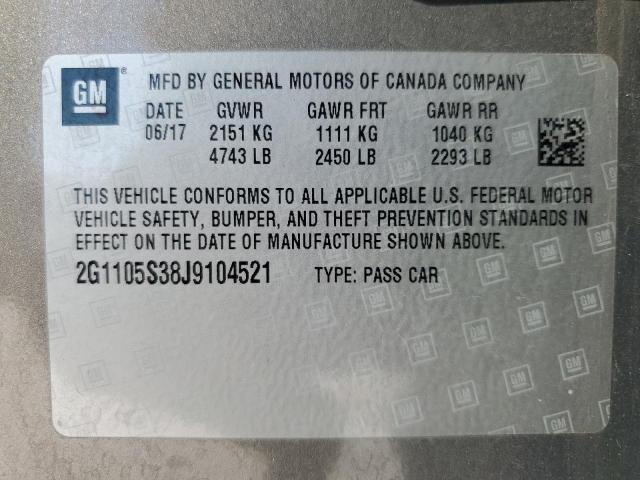 GM ® MFD BY GENERAL MOTORS OF CANADA COMPANY
DATE GVWR GAWR FRT GAWR RR
06/17 2151 KG 1111 KG 1040 KG
4743 LB 2450 LB 2293 LB
THIS VEHICLE CONFORMS TO ALL APPLICABLE U.S. FEDERAL MOTOR
VEHICLE SAFETY, BUMPER, AND THEFT PREVENTION STANDARDS IN
EFFECT ON THE DATE OF MANUFACTURE SHOWN ABOVE.
2G1105S38J9104521 TYPE: PASS CAR